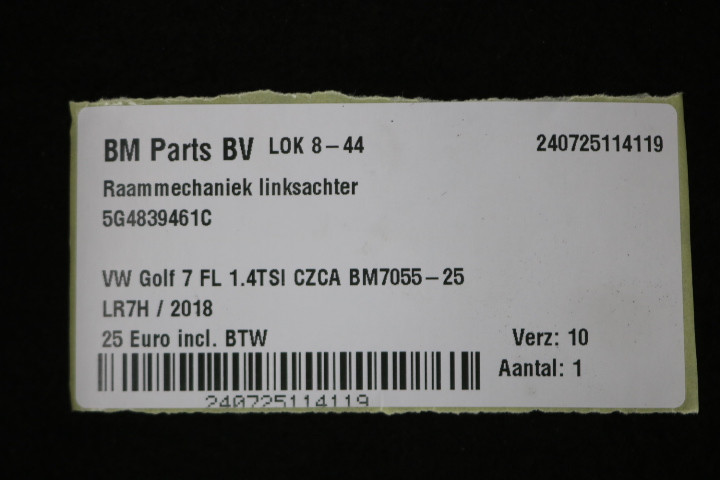 BM Parts BV LOK 8-44 240725114119
Raammechaniek linksachter
5G4839461C
VW Golf 7 FL 1.4TSI CZCA BM7055-25
LR7H / 2018
25 Euro incl. BTW Verz: 10
Aantal: 1
240725114119